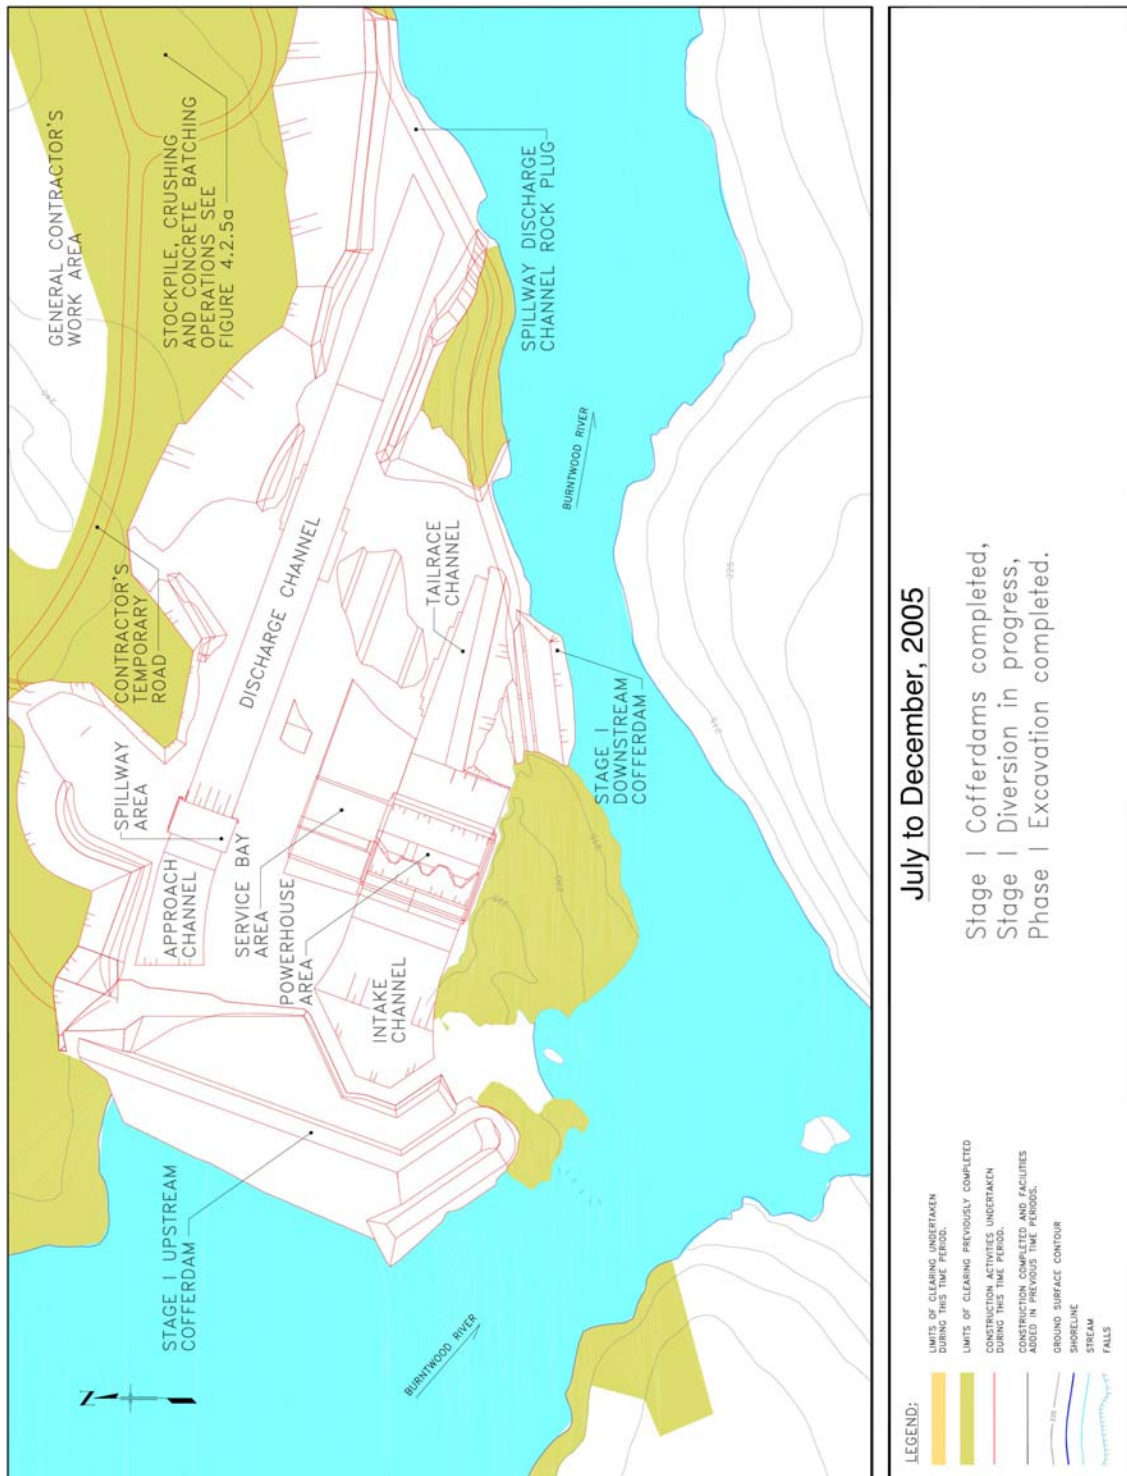 GENERAL CONTRACTOR'S
WORK AREA
STOCKPILE, CRUSHING
AND CONCRETE BATCHING
OPERATIONS SEE
FIGURE 4.2.5a
CONTRACTOR'S
TEMPORARY
ROAD
SPILLWAY
AREA
DISCHARGE CHANNEL
APPROACH
CHANNEL
SERVICE BAY
AREA
POWERHOUSE
AREA
INTAKE
CHANNEL
TAILRACE
CHANNEL
SPILLWAY DISCHARGE
CHANNEL ROCK PLUG
STAGE I
DOWNSTREAM
COFFERDAM
STAGE I UPSTREAM
COFFERDAM
BURNTWOOD RIVER
BURNTWOOD RIVER
N
240
225
220
July to December, 2005
Stage I Cofferdams completed,
Stage I Diversion in progress,
Phase I Excavation completed.
LEGEND:
LIMITS OF CLEARING UNDERTAKEN
DURING THIS TIME PERIOD.
LIMITS OF CLEARING PREVIOUSLY COMPLETED
CONSTRUCTION ACTIVITIES UNDERTAKEN
DURING THIS TIME PERIOD.
CONSTRUCTION COMPLETED AND FACILITIES
ADDED IN PREVIOUS TIME PERIODS.
GROUND SURFACE CONTOUR
SHORELINE
STREAM
FALLS